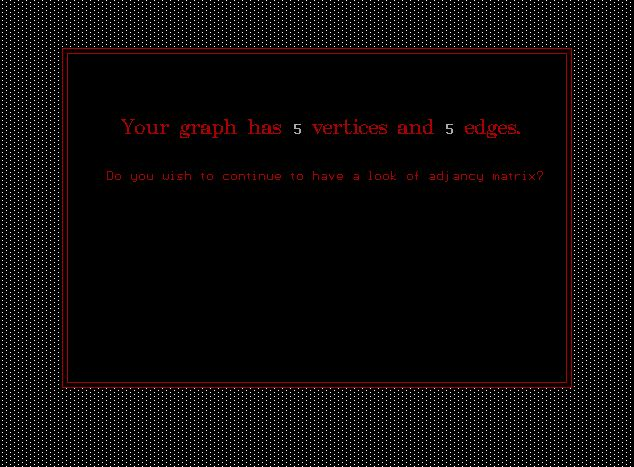 Your graph has 5 vertices and 5 edges.
Do you wish to continue to have a look of adjancy matrix?